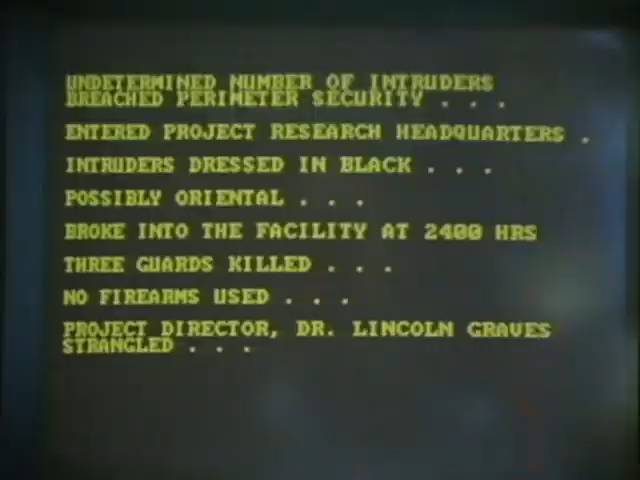 UNDETERMINED NUMBER OF INTRUDERS
BREACHED PERIMETER SECURITY . . .
ENTERED PROJECT RESEARCH HEADQUARTERS .
INTRUDERS DRESSED IN BLACK . . .
POSSIBLY ORIENTAL . . .
BROKE INTO THE FACILITY AT 2400 HRS
THREE GUARDS KILLED . . .
NO FIREARMS USED . . .
PROJECT DIRECTOR, DR. LINCOLN GRAVES
STRANGLED . . .